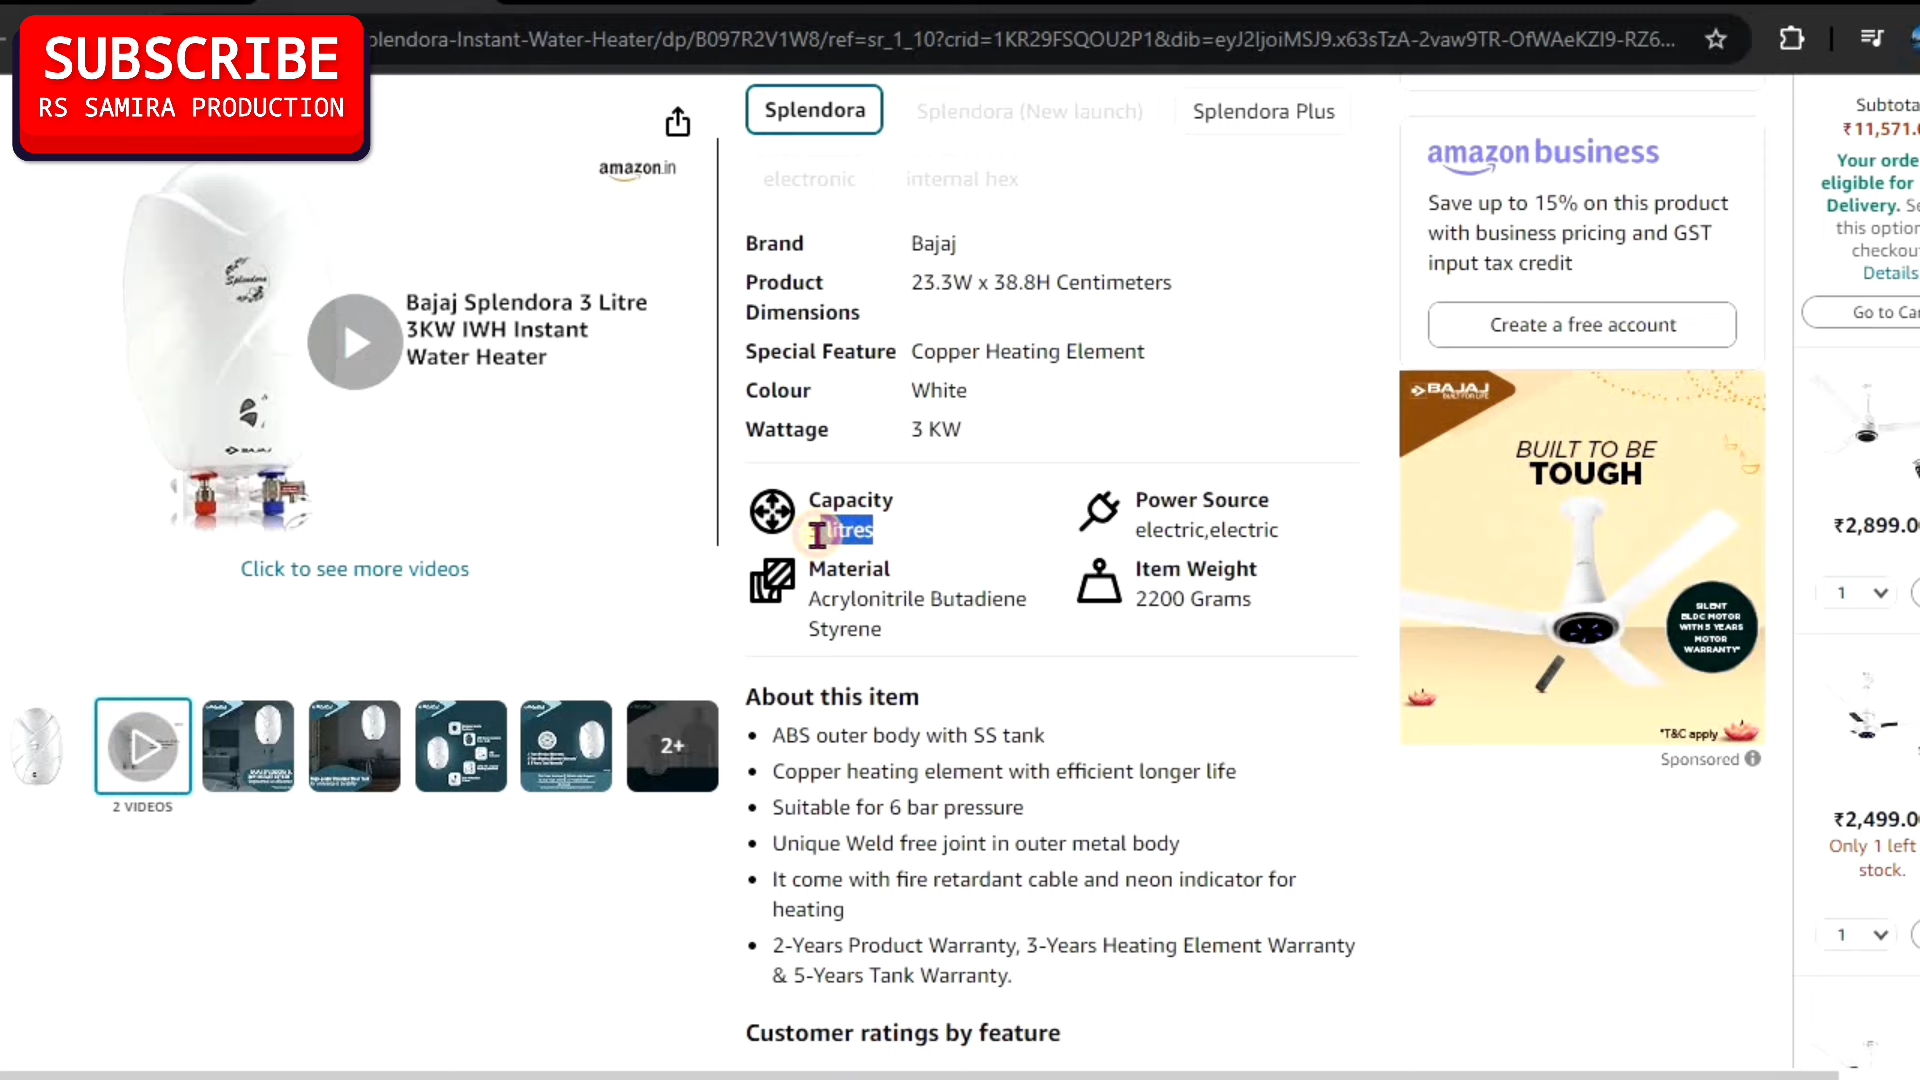 SUBSCRIBE
RS SAMIRA PRODUCTION
plendora-Instant-Water-Heater/dp/B097R2V1W8/ref=sr_1_10?crid=1KR29FSQOU2P1&dib=eyJ2IjoiMSJ9.x63sTzA-2vaw9TR-OfWAeKZI9-RZ6...
amazon.in
Splendora
BAJAJ
Bajaj Splendora 3 Litre
3KW IWH Instant
Water Heater
Click to see more videos
2+
2 VIDEOS
Splendora
Splendora (New launch)
Splendora Plus
electronic
internal hex
Brand Bajaj
Product 23.3W x 38.8H Centimeters
Dimensions
Special Feature Copper Heating Element
Colour White
Wattage 3 KW
Capacity
litres
Power Source
electric,electric
Material
Acrylonitrile Butadiene
Styrene
Item Weight
2200 Grams
About this item
• ABS outer body with SS tank
• Copper heating element with efficient longer life
• Suitable for 6 bar pressure
• Unique Weld free joint in outer metal body
• It come with fire retardant cable and neon indicator for
heating
• 2-Years Product Warranty, 3-Years Heating Element Warranty
& 5-Years Tank Warranty.
Customer ratings by feature
amazon business
Save up to 15% on this product
with business pricing and GST
input tax credit
Create a free account
BAJAJ
BUILT FOR LIFE
BUILT TO BE
TOUGH
SILENT
BLDC MOTOR
WITH 5 YEARS
MOTOR
WARRANTY*
*T&C apply
Sponsored
Subtota
₹11,571.
Your orde
eligible for
Delivery. Se
this option
checkou
Details
Go to Car
₹2,899.0
1
₹2,499.0
Only 1 left
stock.
1